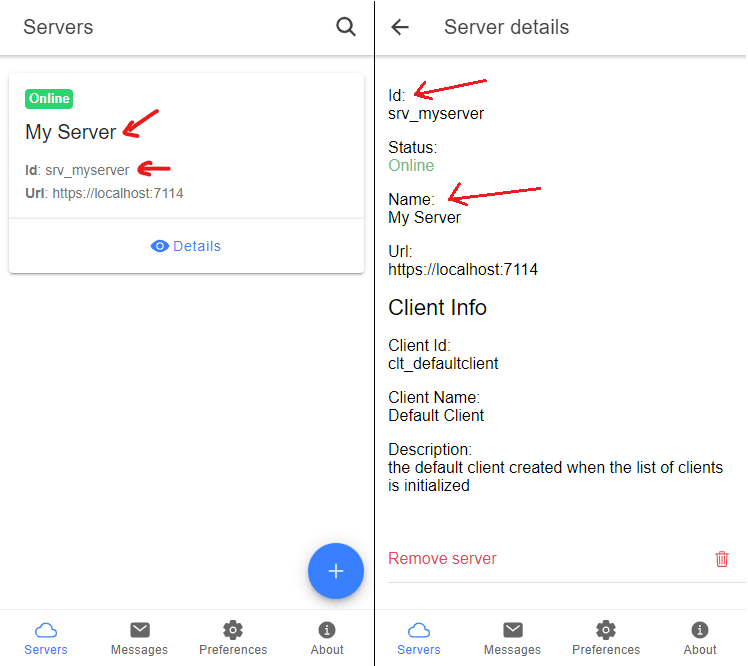 Servers
Online
My Server
Id: srv_myserver
Url: https://localhost:7114
Details
Servers
Messages
Preferences
About
Server details
Id:
srv_myserver
Status:
Online
Name:
My Server
Url:
https://localhost:7114
Client Info
Client Id:
clt_defaultclient
Client Name:
Default Client
Description:
the default client created when the list of clients
is initialized
Remove server
Servers
Messages
Preferences
About